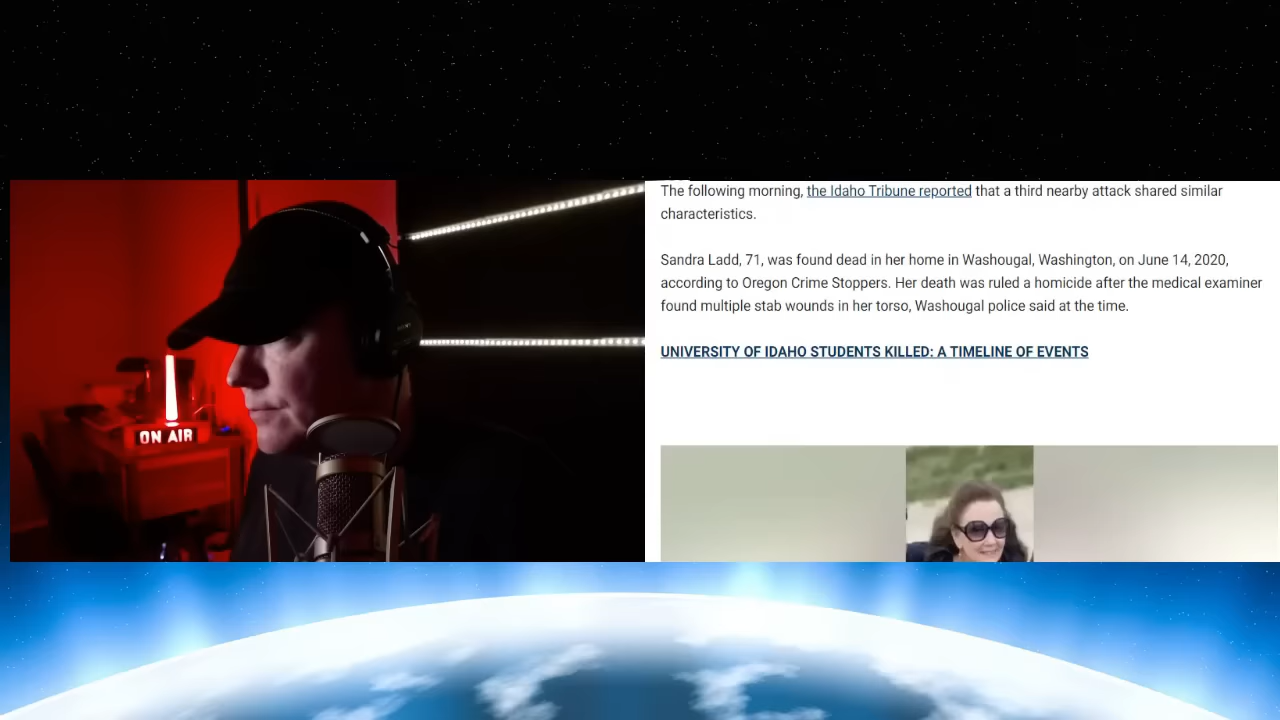 ON AIR
The following morning, the Idaho Tribune reported that a third nearby attack shared similar
characteristics.
Sandra Ladd, 71, was found dead in her home in Washougal, Washington, on June 14, 2020,
according to Oregon Crime Stoppers. Her death was ruled a homicide after the medical examiner
found multiple stab wounds in her torso, Washougal police said at the time.
UNIVERSITY OF IDAHO STUDENTS KILLED: A TIMELINE OF EVENTS